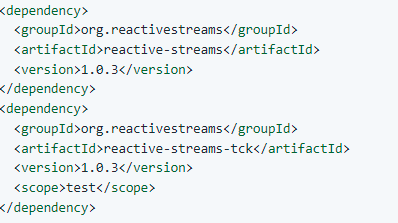 <dependency>
  <groupId>org.reactivestreams</groupId>
  <artifactId>reactive-streams</artifactId>
  <version>1.0.3</version>
</dependency>
<dependency>
  <groupId>org.reactivestreams</groupId>
  <artifactId>reactive-streams-tck</artifactId>
  <version>1.0.3</version>
  <scope>test</scope>
</dependency>